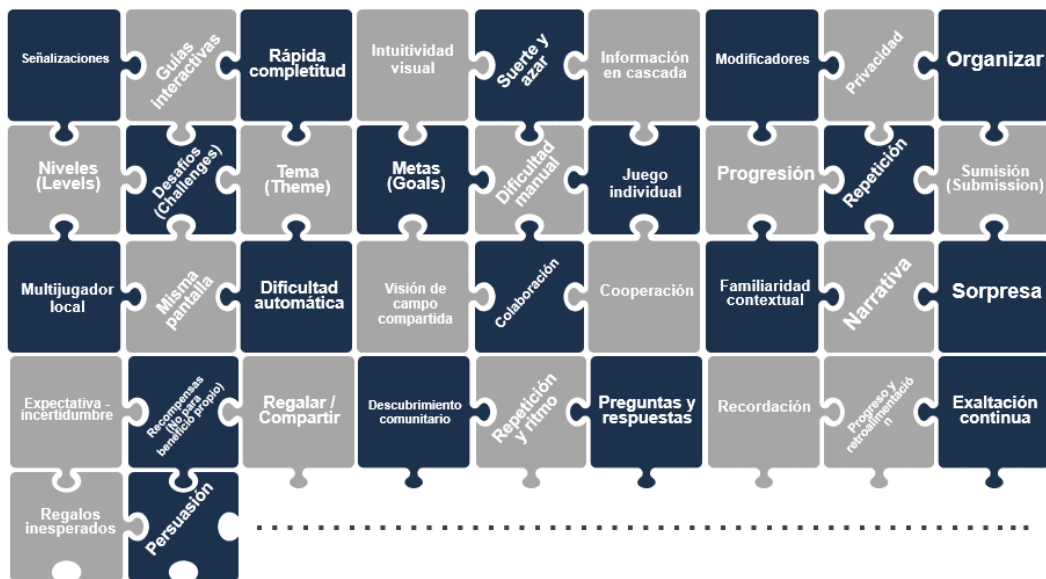 Señalizaciones
Guías
interactivas
Rápida
completitud
Intuitividad
visual
Suerte y
azar
Información
en cascada
Modificadores
Privacidad
Organizar
Niveles
(Levels)
Desafíos
(Challenges)
Tema
(Theme)
Metas
(Goals)
Dificultad
manual
Juego
individual
Progresión
Repetición
Sumisión
(Submission)
Multijugador
local
Misma
pantalla
Dificultad
automática
Visión de
campo
compartida
Colaboración
Cooperación
Familiaridad
contextual
Narrativa
Sorpresa
Expectativa -
incertidumbre
Recompensas
(No para
beneficio propio)
Regalar /
Compartir
Descubrimiento
comunitario
Repetición
y ritmo
Preguntas y
respuestas
Recordación
Progreso y
retroalimentació
n
Exaltación
continua
Regalos
inesperados
Persuasión